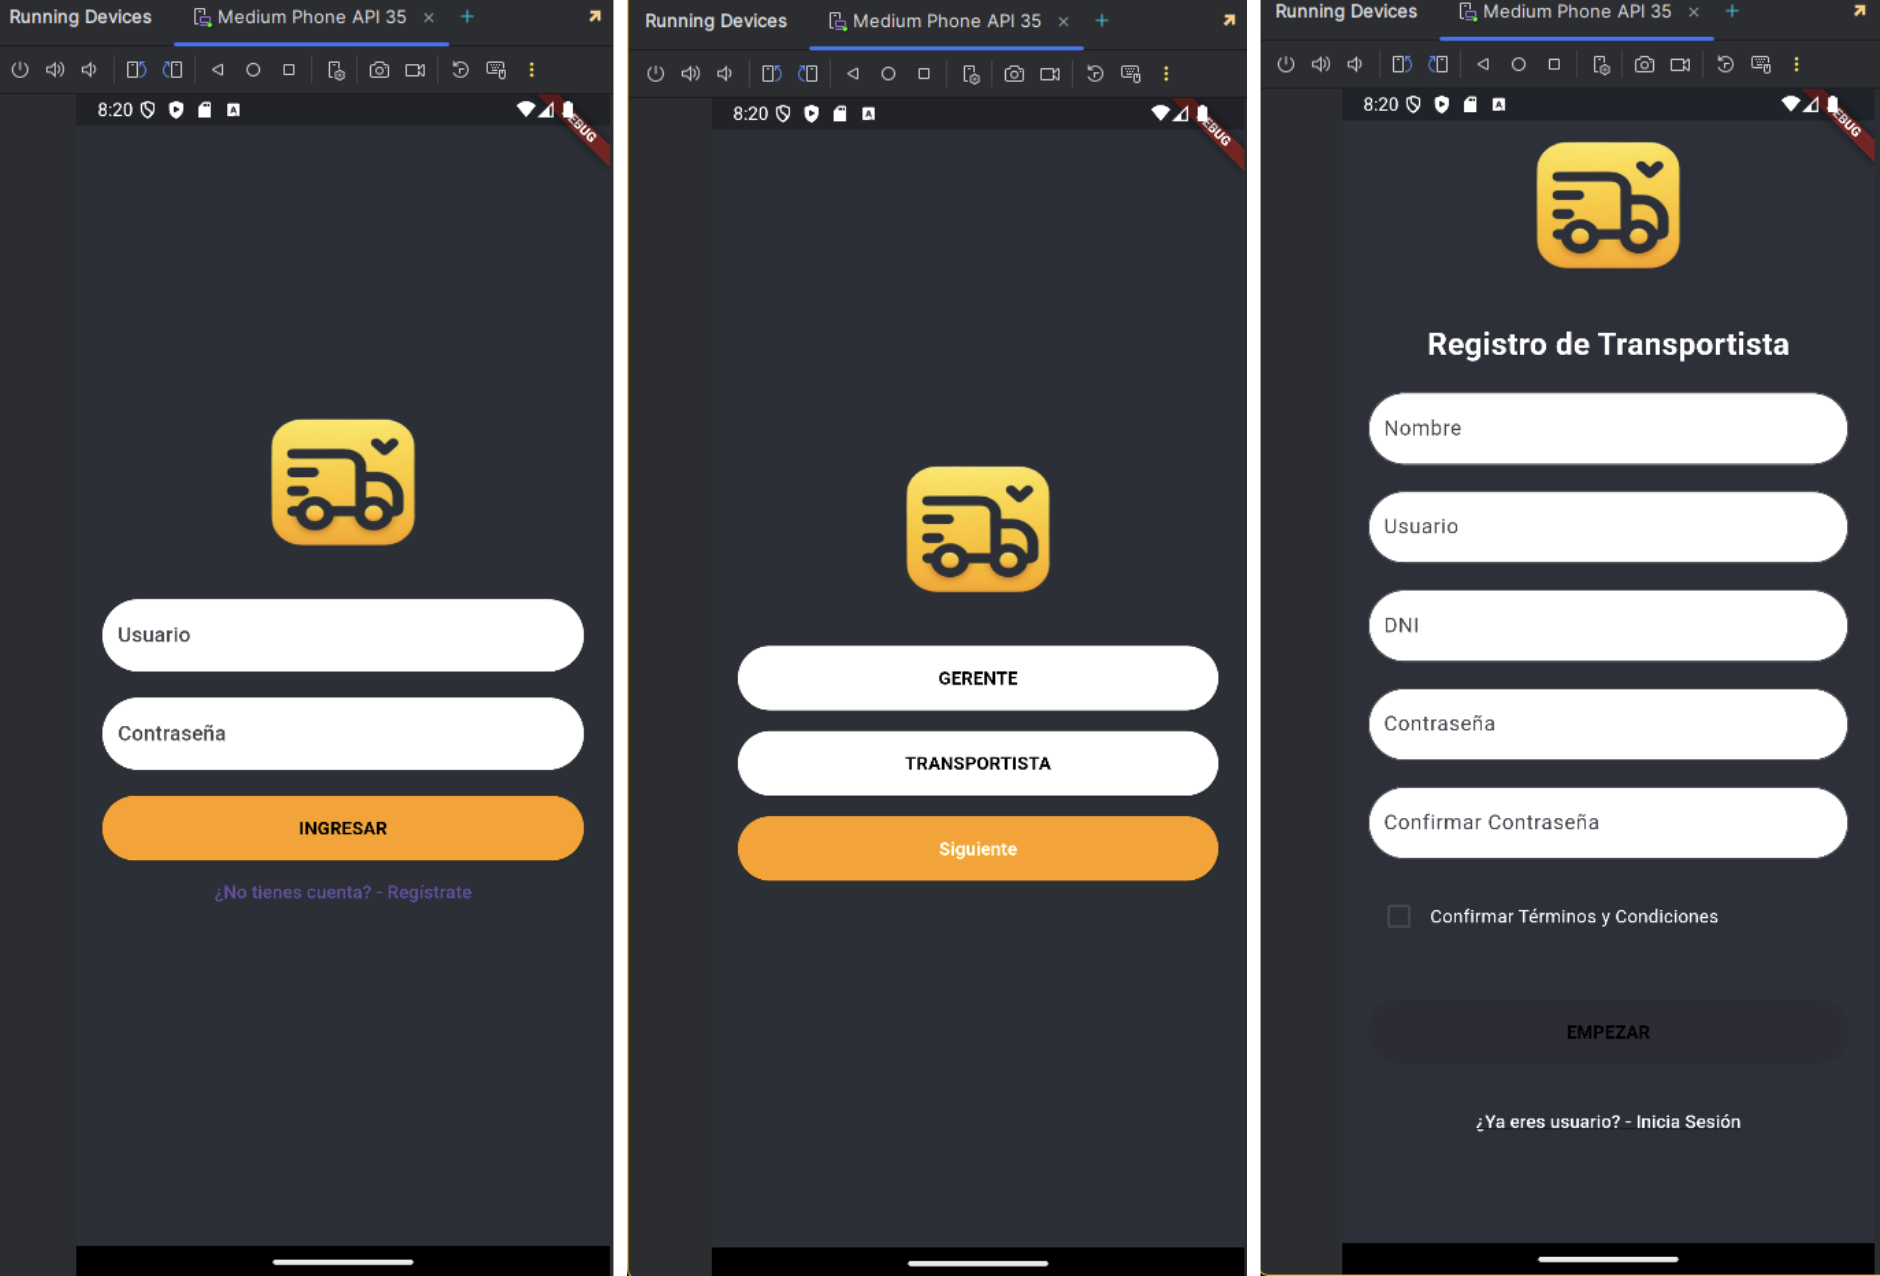 Running Devices
Medium Phone API 35
8:20
A
EBUG
Usuario
Contraseña
INGRESAR
¿No tienes cuenta? - Regístrate
Running Devices
Medium Phone API 35
8:20
A
EBUG
GERENTE
TRANSPORTISTA
Siguiente
Running Devices
Medium Phone API 35
8:20
A
EBUG
Registro de Transportista
Nombre
Usuario
DNI
Contraseña
Confirmar Contraseña
Confirmar Términos y Condiciones
EMPEZAR
¿Ya eres usuario? - Inicia Sesión